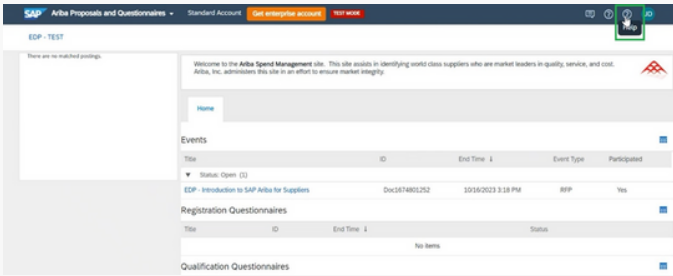 SAP Ariba Proposals and Questionnaires Standard Account Get enterprise account TEST MODE JD
Help
EDP - TEST
There are no matched postings.
Welcome to the Ariba Spend Management site. This site assists in identifying world class suppliers who are market leaders in quality, service, and cost.
Ariba, Inc. administers this site in an effort to ensure market integrity.
Home
Events
Title ID End Time ↓ Event Type Participated
▼ Status: Open (1)
EDP - Introduction to SAP Ariba for Suppliers Doc1674801252 10/16/2023 3:18 PM RFP Yes
Registration Questionnaires
Title ID End Time ↓ Status
No items
Qualification Questionnaires